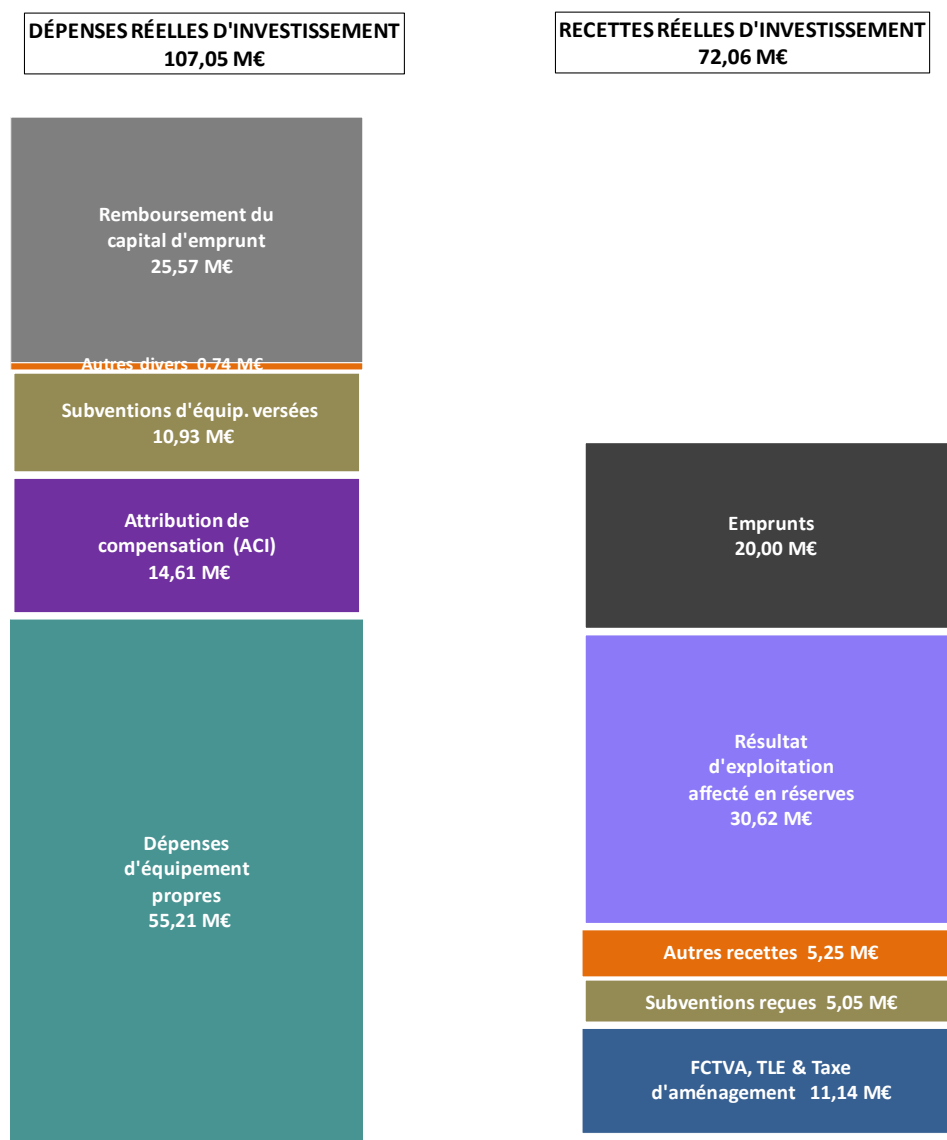 DÉPENSES RÉELLES D'INVESTISSEMENT
107,05 M€
RECETTES RÉELLES D'INVESTISSEMENT
72,06 M€
Remboursement du
capital d'emprunt
25,57 M€
Autres divers 0,74 M€
Subventions d'équip. versées
10,93 M€
Attribution de
compensation (ACI)
14,61 M€
Dépenses
d'équipement
propres
55,21 M€
Emprunts
20,00 M€
Résultat
d'exploitation
affecté en réserves
30,62 M€
Autres recettes 5,25 M€
Subventions reçues 5,05 M€
FCTVA, TLE & Taxe
d'aménagement 11,14 M€